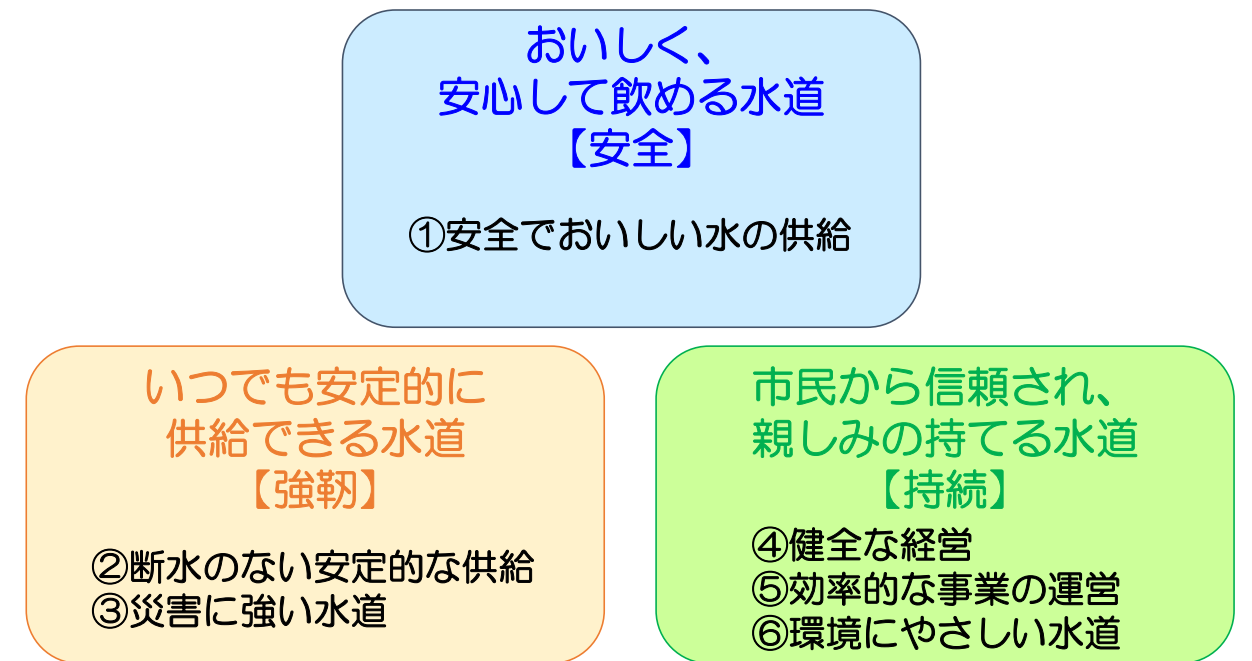 おいしく、
安心して飲める水道
【安全】
①安全でおいしい水の供給
いつでも安定的に
供給できる水道
【強靭】
②断水のない安定的な供給
③災害に強い水道
市民から信頼され、
親しみの持てる水道
【持続】
④健全な経営
⑤効率的な事業の運営
⑥環境にやさしい水道